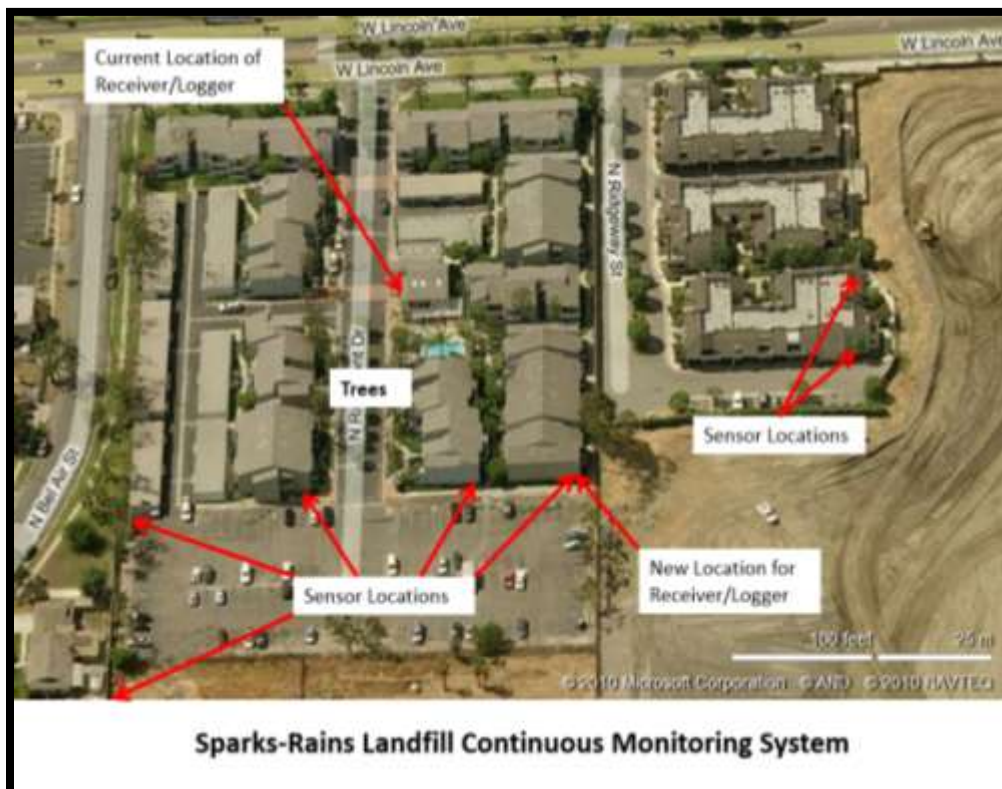 W Lincoln Ave
W Lincoln Ave
W Lincoln Ave
Current Location of
Receiver/Logger
N Ridgeway St
Trees
Sensor Locations
N Bel Air St
Sensor Locations
New Location for
Receiver/Logger
100 feet 25 m
© 2010 Microsoft Corporation © AND © 2010 NAVTEQ
Sparks-Rains Landfill Continuous Monitoring System